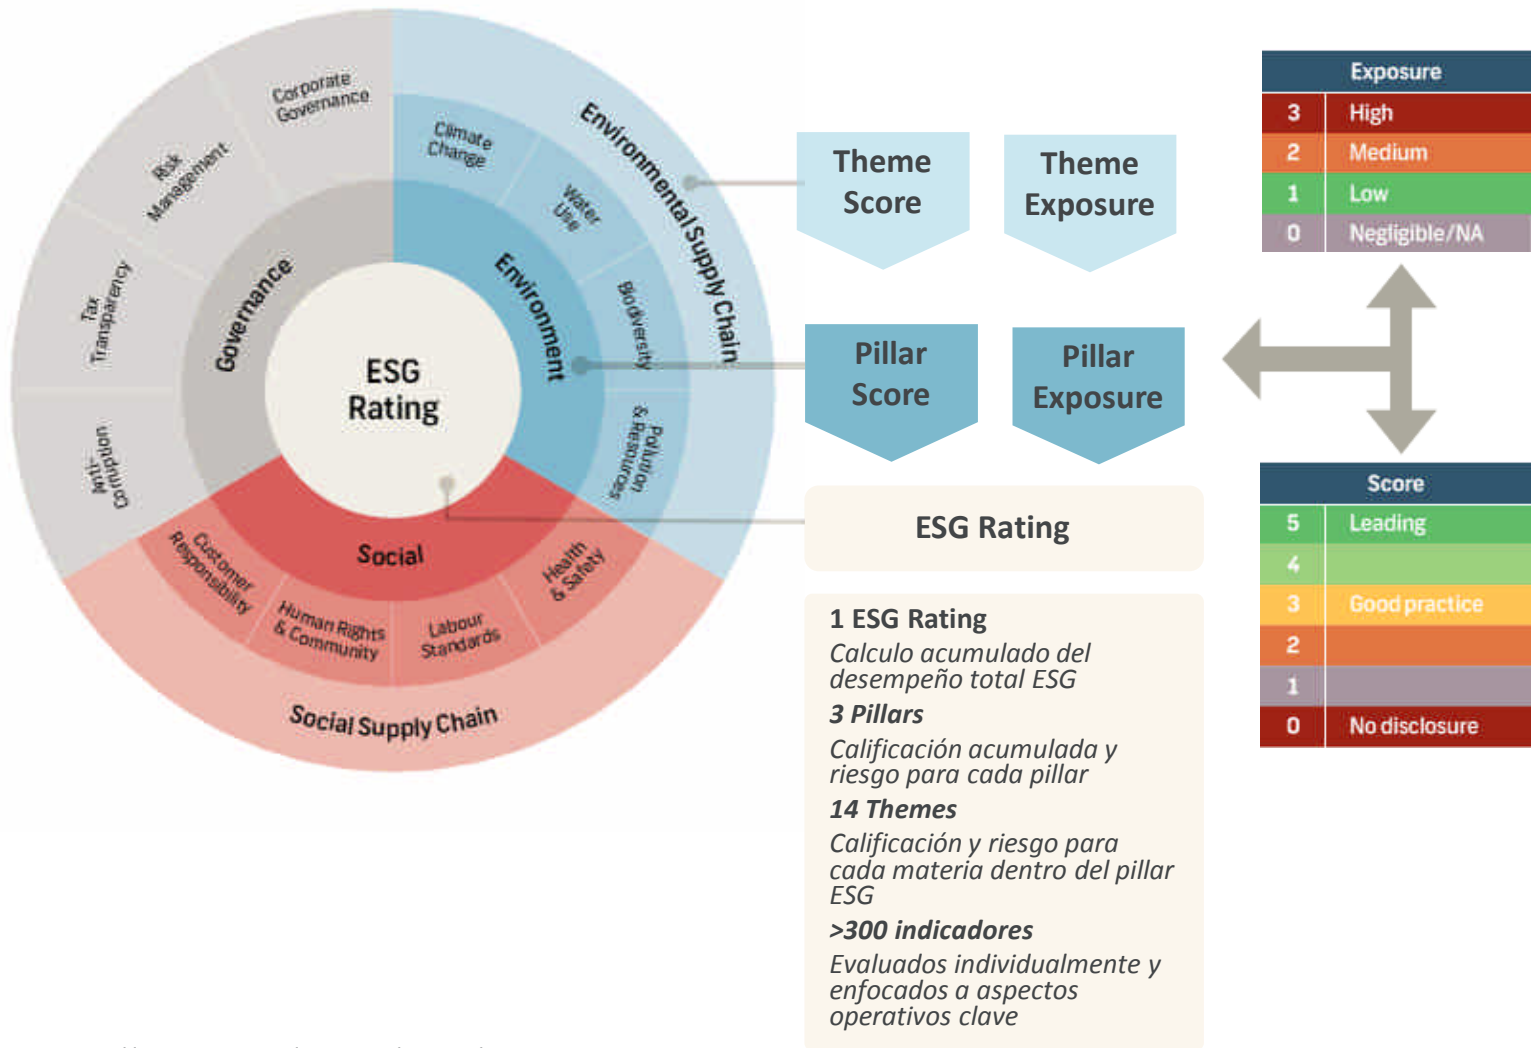 Corporate
Governance
Risk
Management
Tax
Transparency
Anti-
Corruption
Governance
Climate
Change
Water
Use
Biodiversity
Pollution
& Resources
Environment
Environmental Supply Chain
ESG
Rating
Social
Customer
Responsibility
Human Rights
& Community
Labour
Standards
Health
& Safety
Social Supply Chain
Theme
Score
Theme
Exposure
Pillar
Score
Pillar
Exposure
ESG Rating
1 ESG Rating
Calculo acumulado del
desempeño total ESG
3 Pillars
Calificación acumulada y
riesgo para cada pillar
14 Themes
Calificación y riesgo para
cada materia dentro del pillar
ESG
>300 indicadores
Evaluados individualmente y
enfocados a aspectos
operativos clave
Exposure
3 High
2 Medium
1 Low
0 Negligible/NA
Score
5 Leading
4
3 Good practice
2
1
0 No disclosure